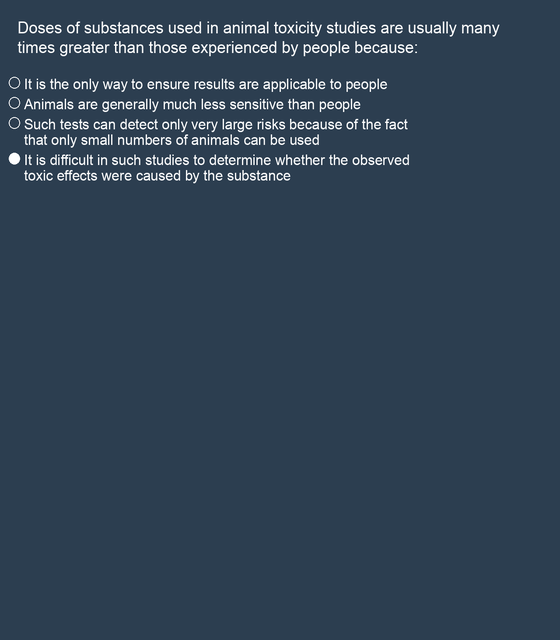 Doses of substances used in animal toxicity studies are usually many
times greater than those experienced by people because:
It is the only way to ensure results are applicable to people
Animals are generally much less sensitive than people
Such tests can detect only very large risks because of the fact
that only small numbers of animals can be used
It is difficult in such studies to determine whether the observed
toxic effects were caused by the substance